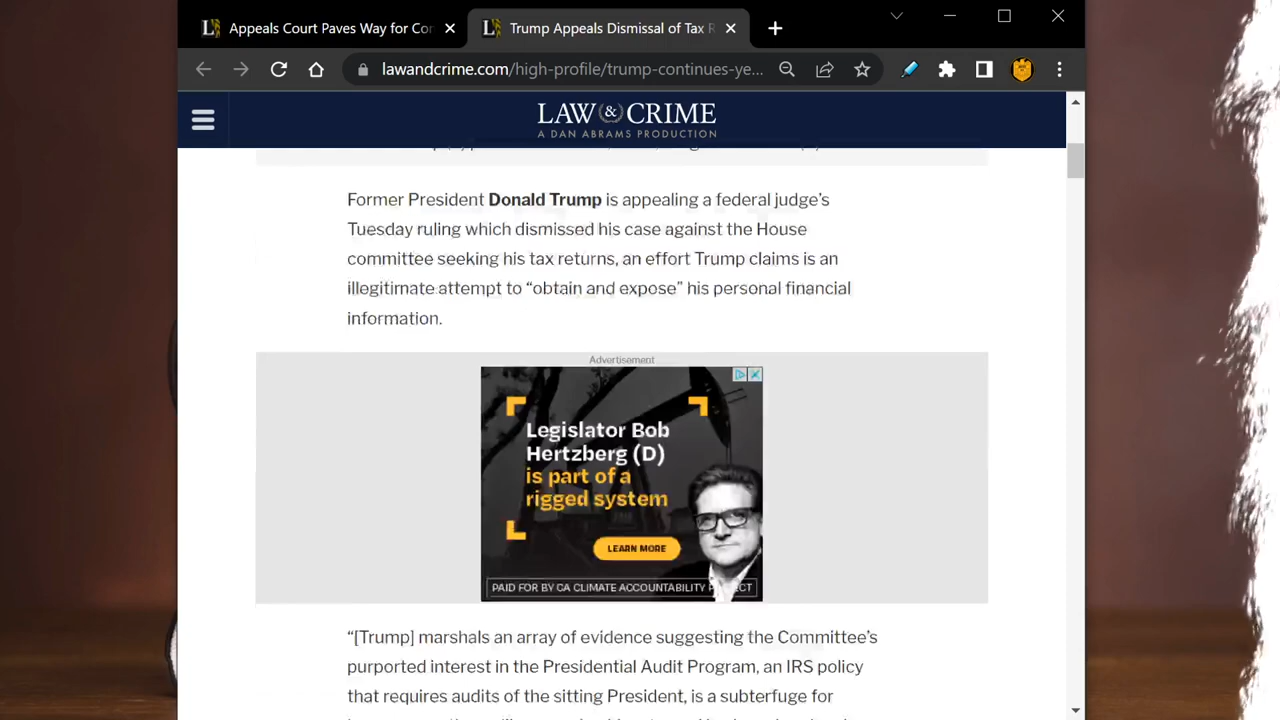 Appeals Court Paves Way for Cor
Trump Appeals Dismissal of Tax R
lawandcrime.com/high-profile/trump-continues-ye...
LAW & CRIME
A DAN ABRAMS PRODUCTION
Former President Donald Trump is appealing a federal judge’s
Tuesday ruling which dismissed his case against the House
committee seeking his tax returns, an effort Trump claims is an
illegitimate attempt to “obtain and expose” his personal financial
information.
Advertisement
Legislator Bob
Hertzberg (D)
is part of a
rigged system
LEARN MORE
PAID FOR BY CA CLIMATE ACCOUNTABILITY
“[Trump] marshals an array of evidence suggesting the Committee’s
purported interest in the Presidential Audit Program, an IRS policy
that requires audits of the sitting President, is a subterfuge for